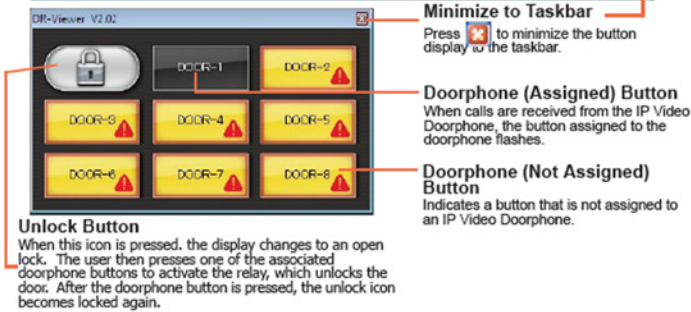 DR-Viewer V2.02
DOOR-1
DOOR-2
DOOR-3
DOOR-4
DOOR-5
DOOR-6
DOOR-7
DOOR-8
Minimize to Taskbar
Press to minimize the button
display to the taskbar.
Doorphone (Assigned) Button
When calls are received from the IP Video
Doorphone, the button assigned to the
doorphone flashes.
Doorphone (Not Assigned)
Button
Indicates a button that is not assigned to
an IP Video Doorphone.
Unlock Button
When this icon is pressed. the display changes to an open
lock. The user then presses one of the associated
doorphone buttons to activate the relay, which unlocks the
door. After the doorphone button is pressed, the unlock icon
becomes locked again.